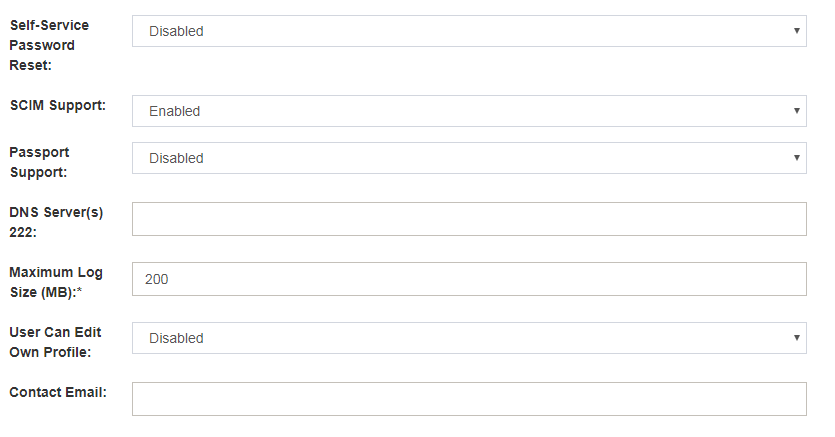 Self-Service
Password
Reset:
Disabled
SCIM Support:
Enabled
Passport
Support:
Disabled
DNS Server(s)
222:
Maximum Log
Size (MB):*
200
User Can Edit
Own Profile:
Disabled
Contact Email: